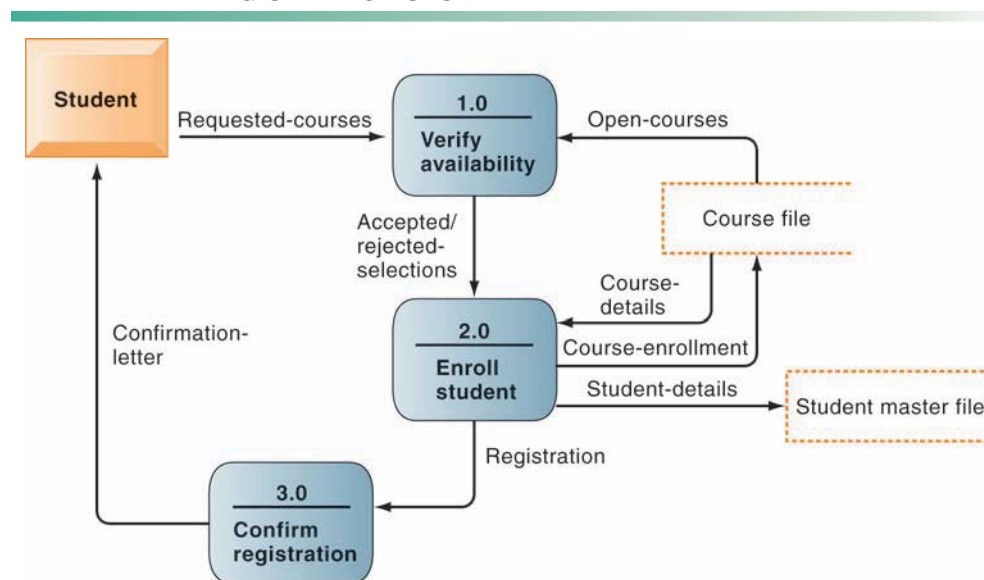 Student
Requested-courses
1.0
Verify
availability
Open-courses
Course file
Accepted/
rejected-
selections
Course-
details
2.0
Enroll
student
Course-enrollment
Student-details
Student master file
Confirmation-
letter
Registration
3.0
Confirm
registration